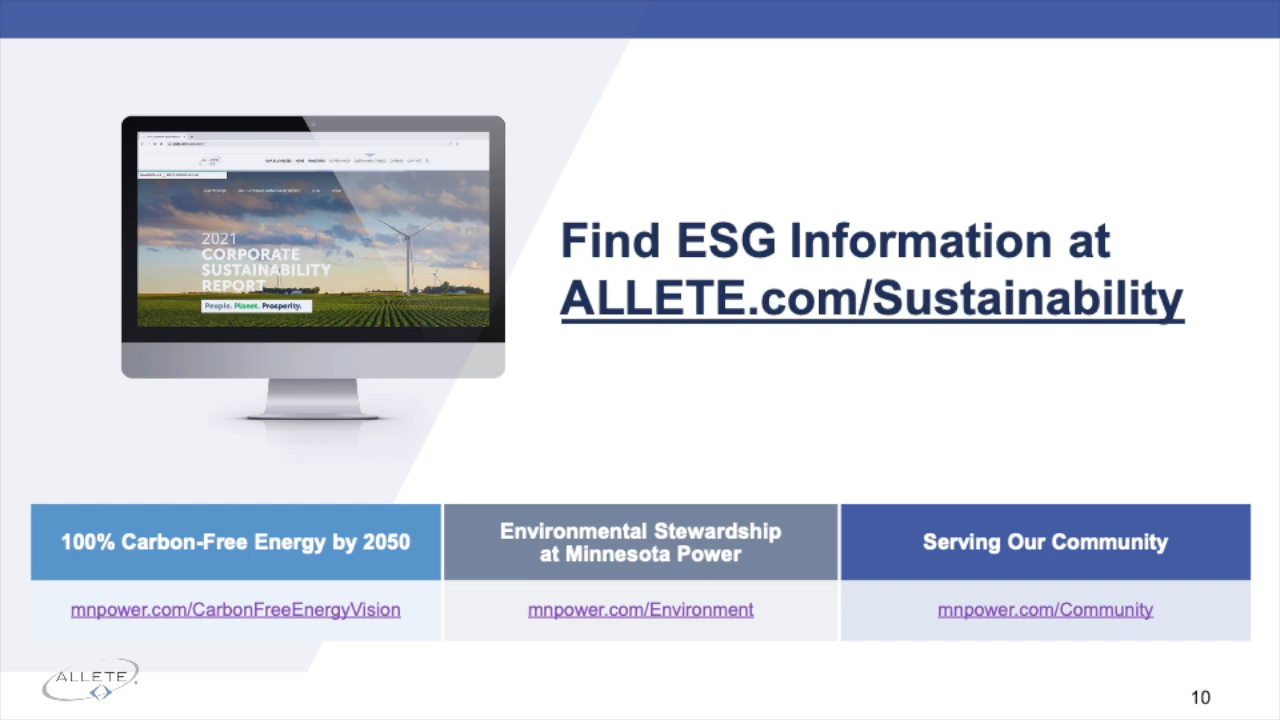 2021
CORPORATE
SUSTAINABILITY
REPORT
People. Planet. Prosperity.
Find ESG Information at
ALLETE.com/Sustainability
100% Carbon-Free Energy by 2050
mnpower.com/CarbonFreeEnergyVision
Environmental Stewardship
at Minnesota Power
mnpower.com/Environment
Serving Our Community
mnpower.com/Community
ALLETE
10